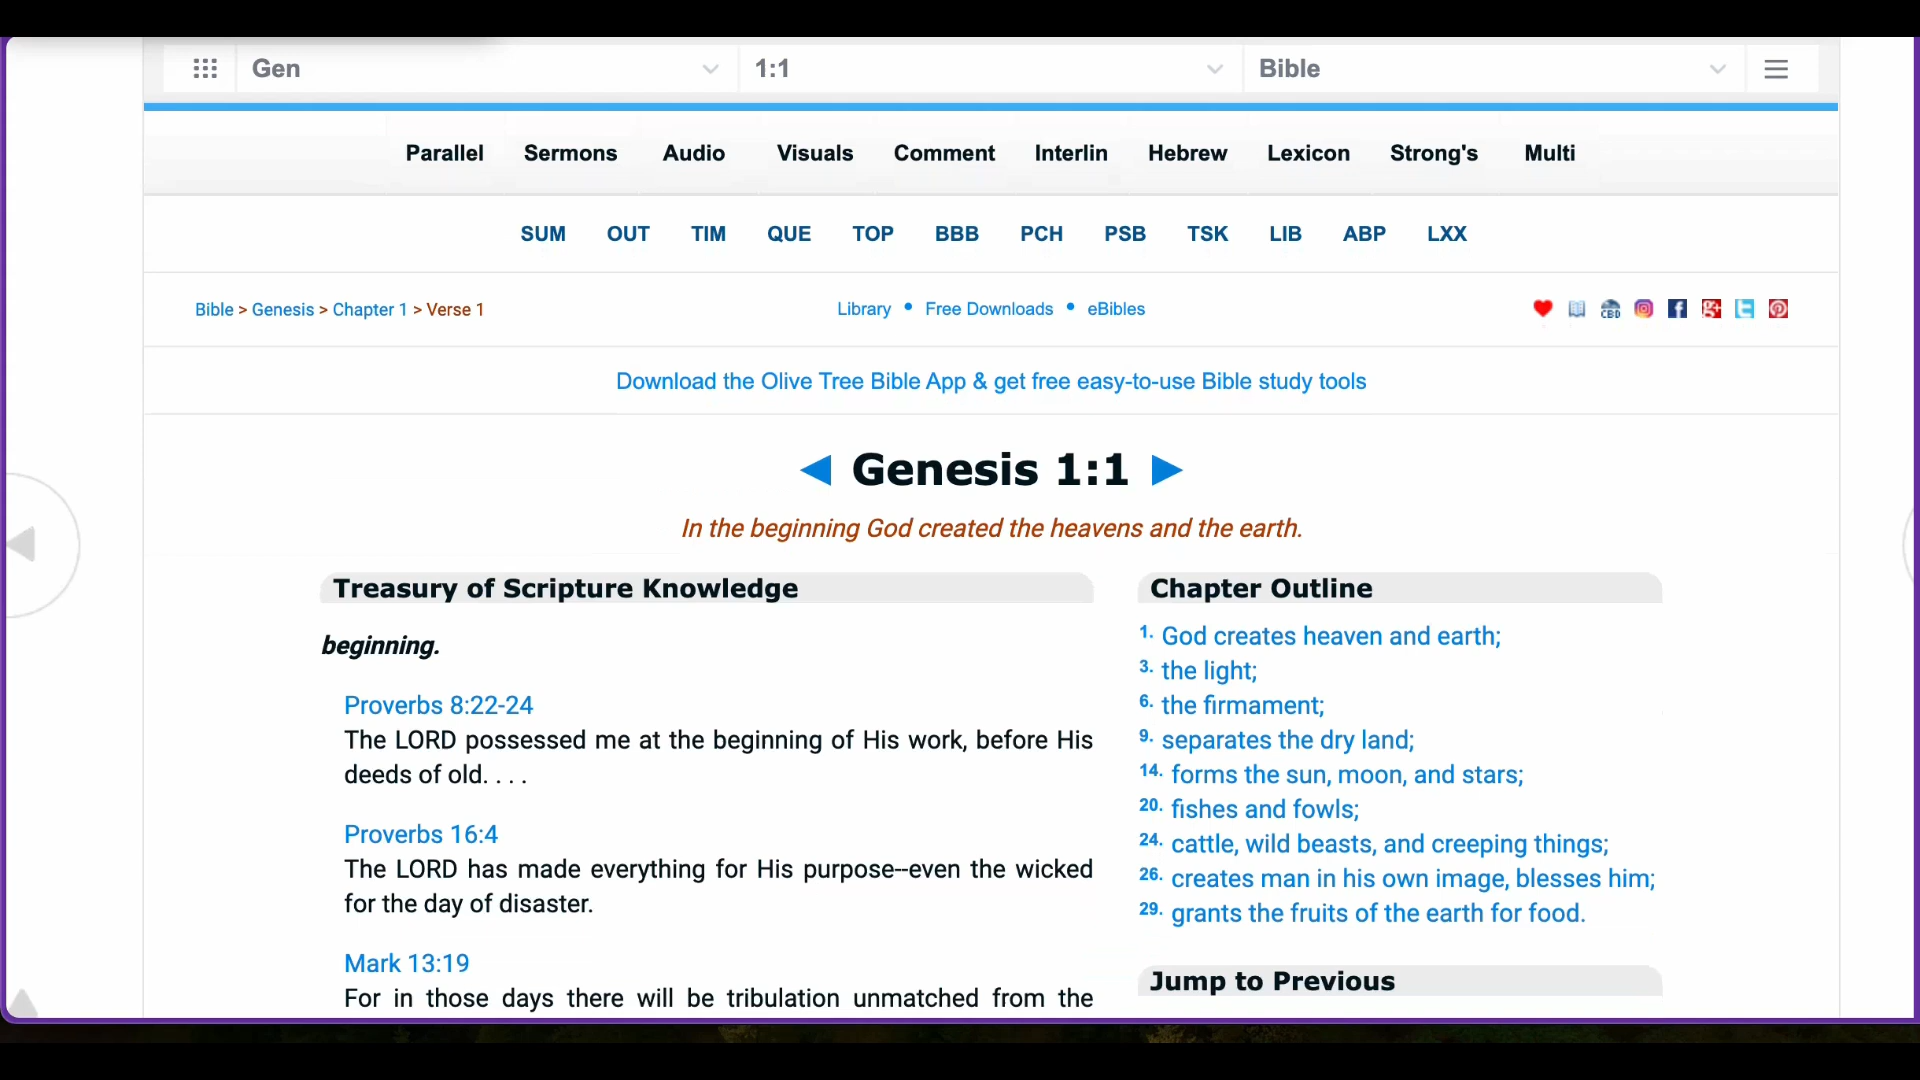 Gen 1:1 Bible
Parallel Sermons Audio Visuals Comment Interlin Hebrew Lexicon Strong's Multi
SUM OUT TIM QUE TOP BBB PCH PSB TSK LIB ABP LXX
Bible > Genesis > Chapter 1 > Verse 1
Library • Free Downloads • eBibles
CBD
Download the Olive Tree Bible App & get free easy-to-use Bible study tools
◄ Genesis 1:1 ►
In the beginning God created the heavens and the earth.
Treasury of Scripture Knowledge
beginning.
Proverbs 8:22-24
The LORD possessed me at the beginning of His work, before His
deeds of old. . . .
Proverbs 16:4
The LORD has made everything for His purpose--even the wicked
for the day of disaster.
Mark 13:19
For in those days there will be tribulation unmatched from the
Chapter Outline
1. God creates heaven and earth;
3. the light;
6. the firmament;
9. separates the dry land;
14. forms the sun, moon, and stars;
20. fishes and fowls;
24. cattle, wild beasts, and creeping things;
26. creates man in his own image, blesses him;
29. grants the fruits of the earth for food.
Jump to Previous